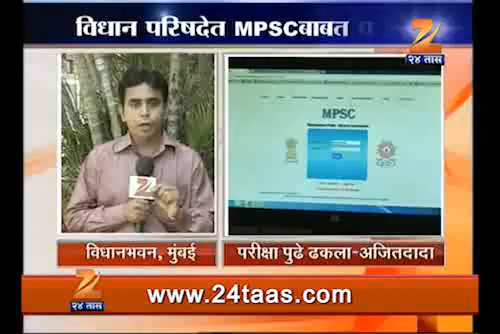 विधान परिषदेत MPSCबाबत
२४ तास
MPSC
विधानभवन, मुंबई
परीक्षा पुढे ढकला-अजितदादा
२४ तास
www.24taas.com